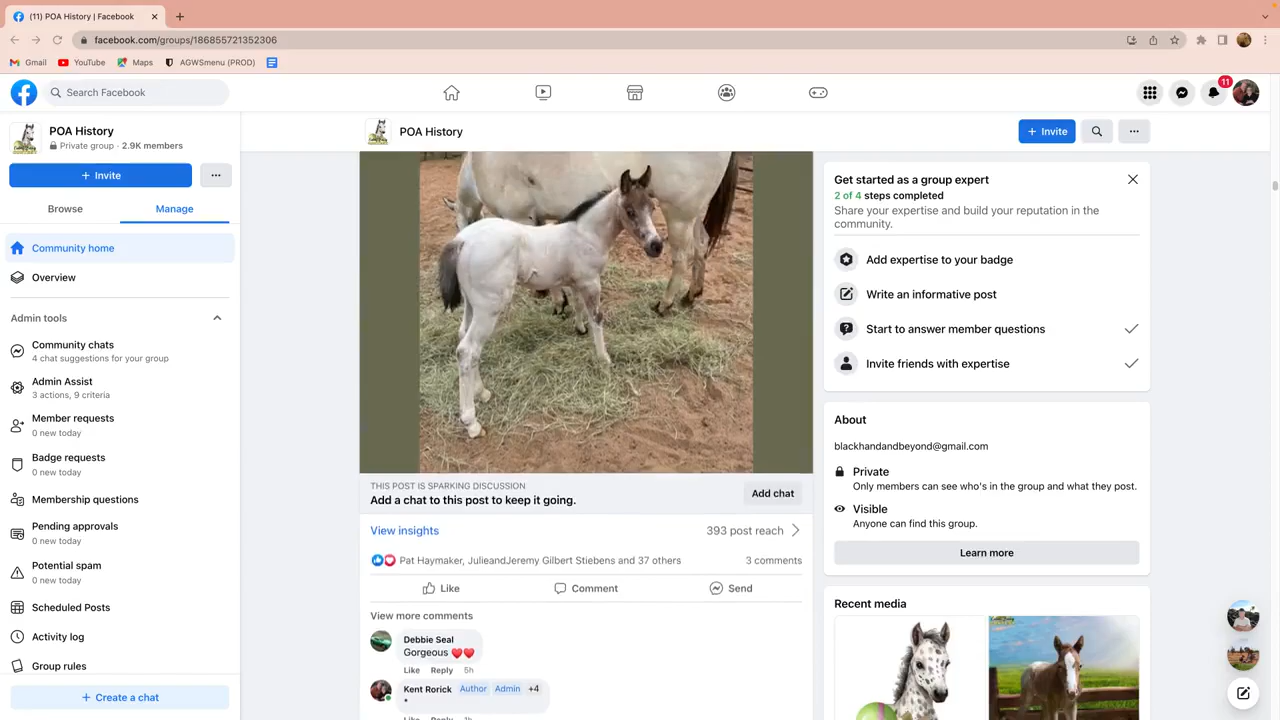 (11) POA History | Facebook
facebook.com/groups/186855721352306
Gmail YouTube Maps AGWSmenu (PROD)
Search Facebook
11
POA History
Private group · 2.9K members
+ Invite
Browse Manage
Community home
Overview
Admin tools
Community chats
4 chat suggestions for your group
Admin Assist
3 actions, 9 criteria
Member requests
0 new today
Badge requests
0 new today
Membership questions
Pending approvals
0 new today
Potential spam
0 new today
Scheduled Posts
Activity log
Group rules
+ Create a chat
POA History
+ Invite
THIS POST IS SPARKING DISCUSSION
Add a chat to this post to keep it going.
Add chat
View insights
393 post reach
Pat Haymaker, JulieandJeremy Gilbert Stiebens and 37 others
3 comments
Like Comment Send
View more comments
Debbie Seal
Gorgeous ❤️❤️
Like Reply 5h
Kent Rorick Author Admin +4
*
Like Reply 1h
Get started as a group expert
2 of 4 steps completed
Share your expertise and build your reputation in the
community.
Add expertise to your badge
Write an informative post
Start to answer member questions
Invite friends with expertise
About
blackhandandbeyond@gmail.com
Private
Only members can see who's in the group and what they post.
Visible
Anyone can find this group.
Learn more
Recent media